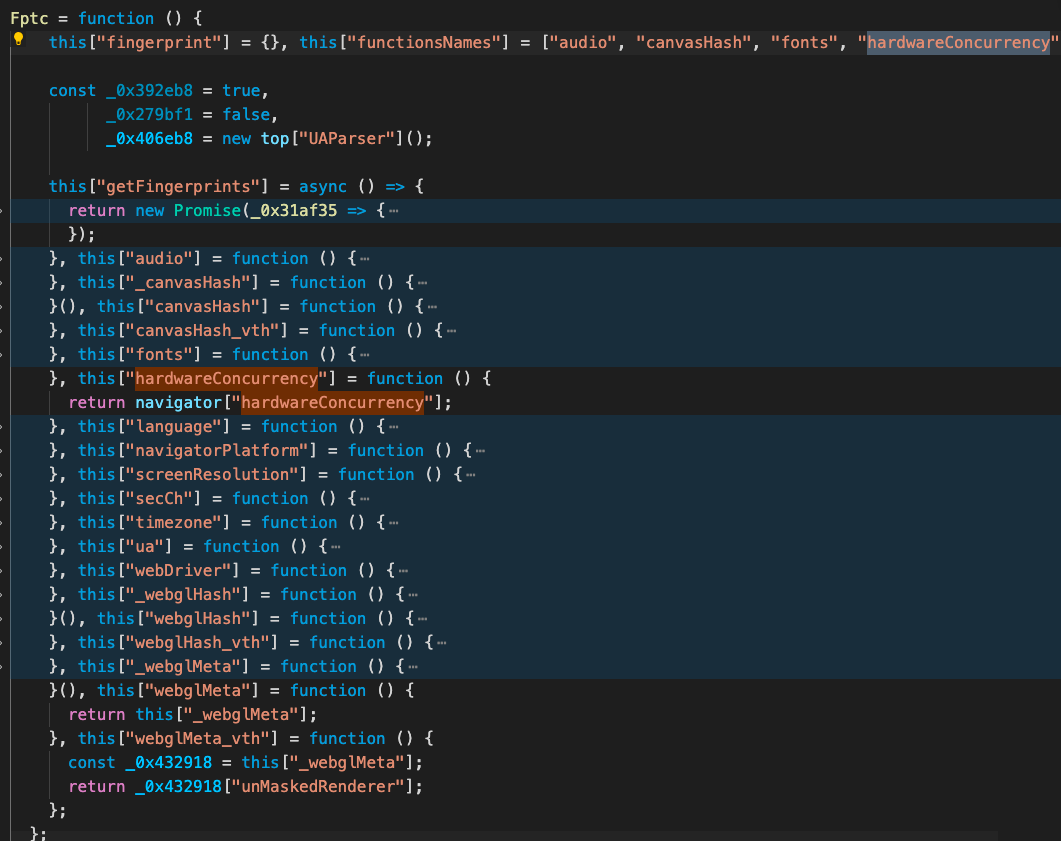 Fptc = function () {
this["fingerprint"] = {}, this["functionsNames"] = ["audio", "canvasHash", "fonts", "hardwareConcurrency"
const _0x392eb8 = true,
_0x279bf1 = false,
_0x406eb8 = new top["UAParser"]();
this["getFingerprints"] = async () => {
return new Promise(_0x31af35 => {⋯
});
}, this["audio"] = function () {⋯
}, this["_canvasHash"] = function () {⋯
}(), this["canvasHash"] = function () {⋯
}, this["canvasHash_vth"] = function () {⋯
}, this["fonts"] = function () {⋯
}, this["hardwareConcurrency"] = function () {
return navigator["hardwareConcurrency"];
}, this["language"] = function () {⋯
}, this["navigatorPlatform"] = function () {⋯
}, this["screenResolution"] = function () {⋯
}, this["secCh"] = function () {⋯
}, this["timezone"] = function () {⋯
}, this["ua"] = function () {⋯
}, this["webDriver"] = function () {⋯
}, this["_webglHash"] = function () {⋯
}(), this["webglHash"] = function () {⋯
}, this["webglHash_vth"] = function () {⋯
}, this["_webglMeta"] = function () {⋯
}(), this["webglMeta"] = function () {
return this["_webglMeta"];
}, this["webglMeta_vth"] = function () {
const _0x432918 = this["_webglMeta"];
return _0x432918["unMaskedRenderer"];
};
};